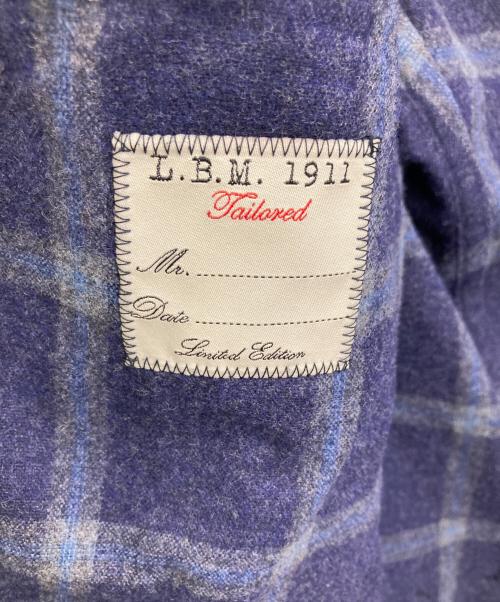 L.B.M. 1911
Tailored
Mr. ........................
Date ........................
Limited Edition